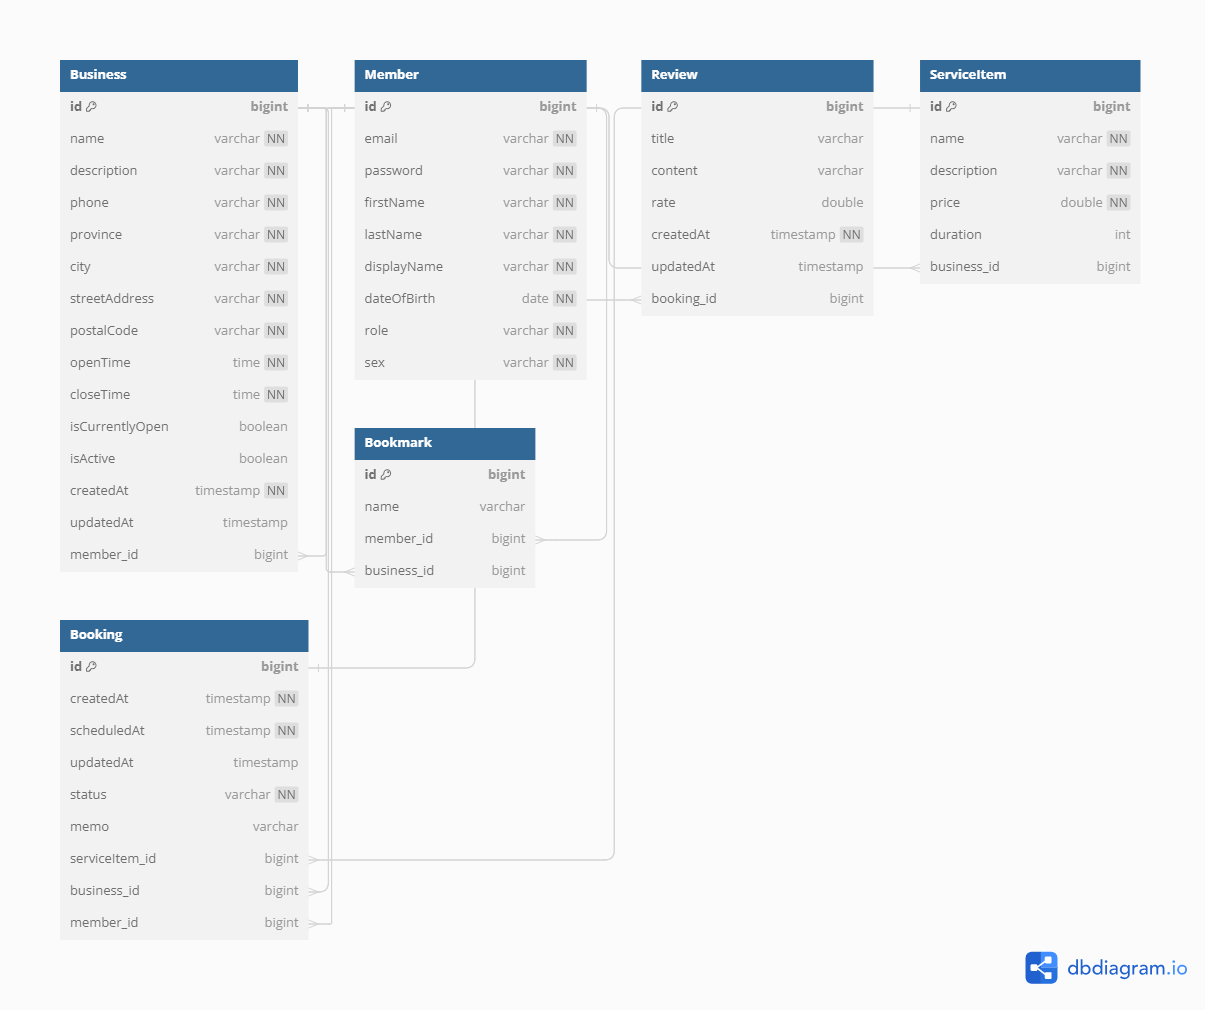 Business
id bigint
name varchar NN
description varchar NN
phone varchar NN
province varchar NN
city varchar NN
streetAddress varchar NN
postalCode varchar NN
openTime time NN
closeTime time NN
isCurrentlyOpen boolean
isActive boolean
createdAt timestamp NN
updatedAt timestamp
member_id bigint
Member
id bigint
email varchar NN
password varchar NN
firstName varchar NN
lastName varchar NN
displayName varchar NN
dateOfBirth date NN
role varchar NN
sex varchar NN
Review
id bigint
title varchar
content varchar
rate double
createdAt timestamp NN
updatedAt timestamp
booking_id bigint
ServiceItem
id bigint
name varchar NN
description varchar NN
price double NN
duration int
business_id bigint
Bookmark
id bigint
name varchar
member_id bigint
business_id bigint
Booking
id bigint
createdAt timestamp NN
scheduledAt timestamp NN
updatedAt timestamp
status varchar NN
memo varchar
serviceItem_id bigint
business_id bigint
member_id bigint
dbdiagram.io